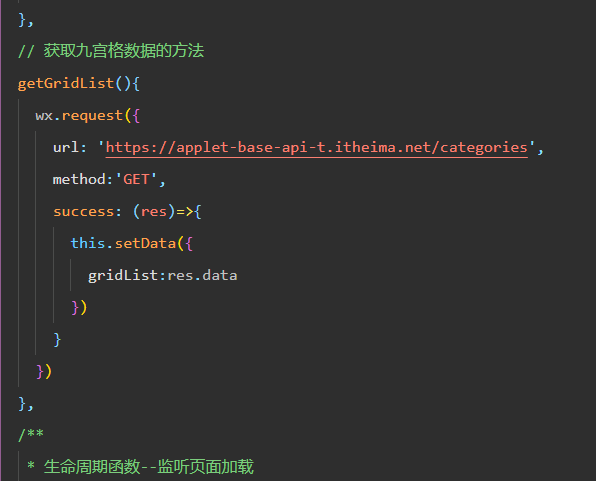 },
// 获取九宫格数据的方法
getGridList(){
wx.request({
url: 'https://applet-base-api-t.itheima.net/categories',
method:'GET',
success: (res)=>{
this.setData({
gridList:res.data
})
}
})
},
/**
* 生命周期函数--监听页面加载